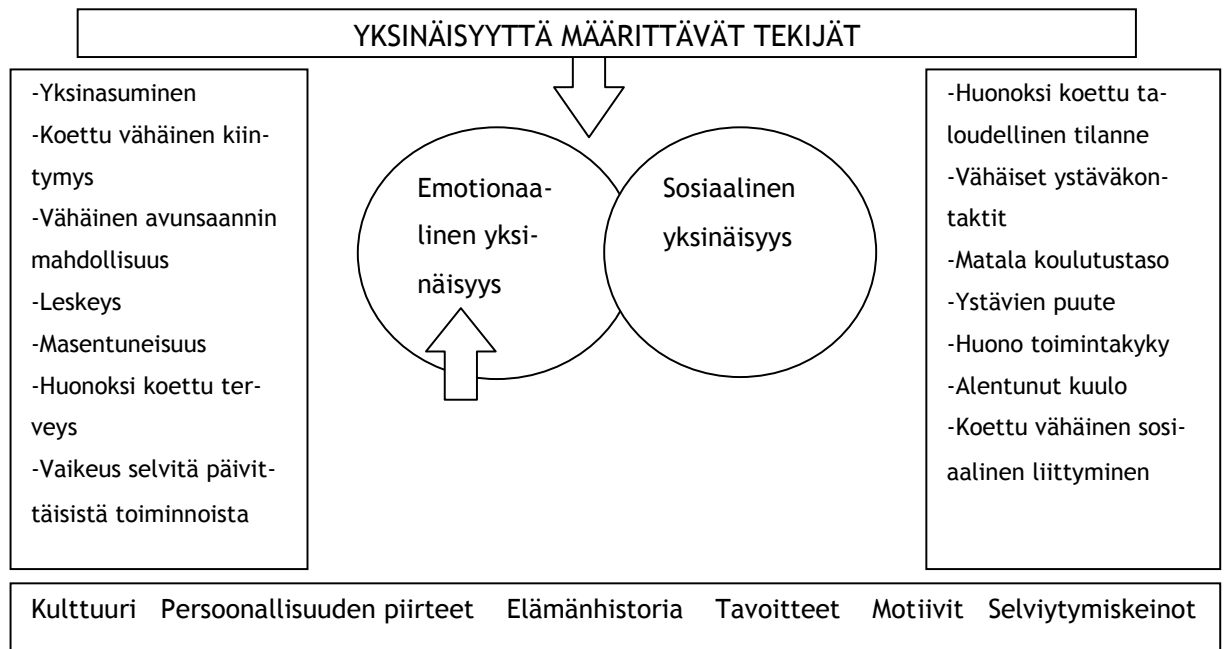 YKSINÄISYYTTÄ MÄÄRITTÄVÄT TEKIJÄT
-Yksinasuminen
-Koettu vähäinen kiin-
tymys
-Vähäinen avunsaannin
mahdollisuus
-Leskeys
-Masentuneisuus
-Huonoksi koettu ter-
veys
-Vaikeus selvitä päivit-
täisistä toiminnoista
Emotionaa-
linen yksi-
näisyys
Sosiaalinen
yksinäisyys
-Huonoksi koettu ta-
loudellinen tilanne
-Vähäiset ystäväkon-
taktit
-Matala koulutustaso
-Ystävien puute
-Huono toimintakyky
-Alentunut kuulo
-Koettu vähäinen sosi-
aalinen liittyminen
Kulttuuri Persoonallisuuden piirteet Elämänhistoria Tavoitteet Motiivit Selviytymiskeinot